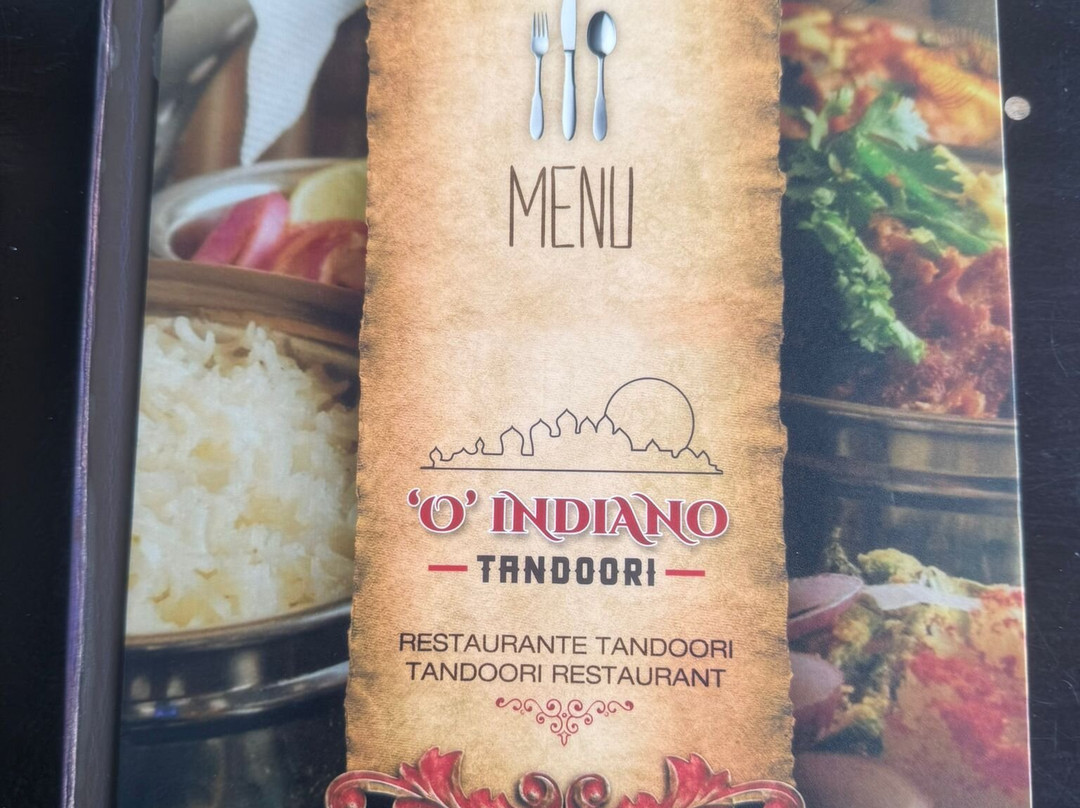 MENU
‘O’ INDIANO
TANDOORI
RESTAURANTE TANDOORI
TANDOORI RESTAURANT